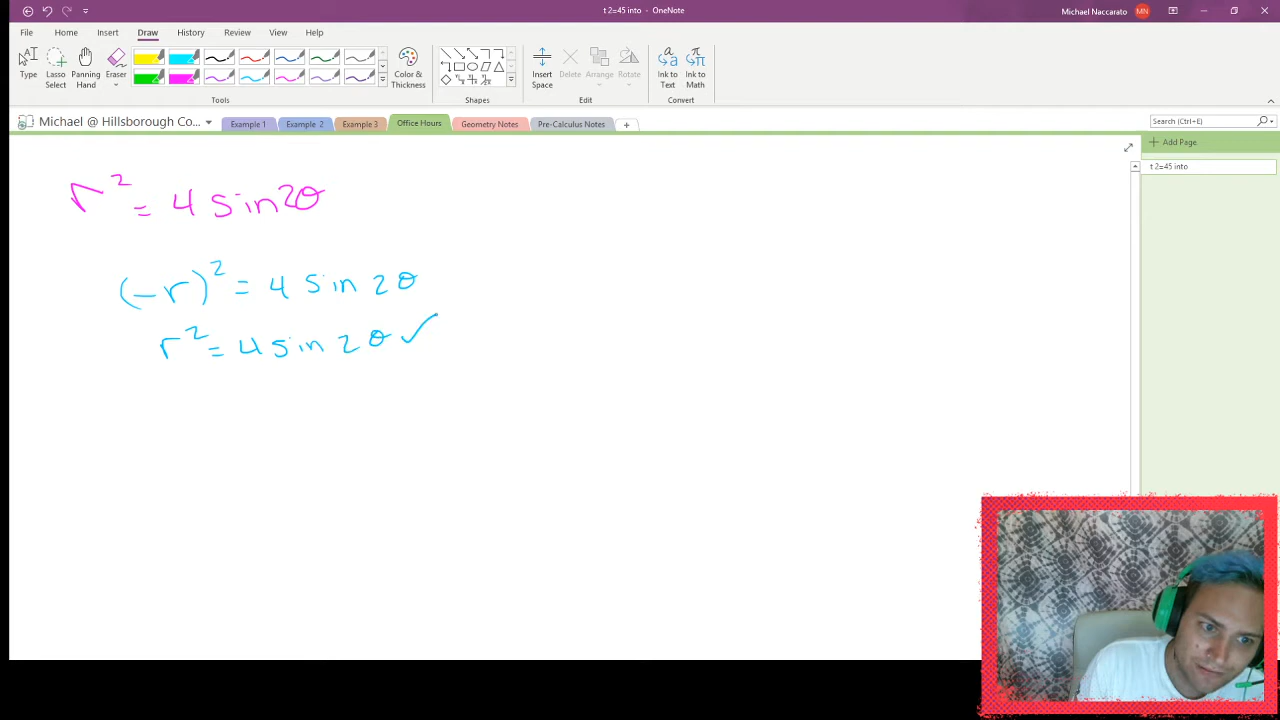 t 2=45 into - OneNote
Michael Naccarato MN
File Home Insert Draw History Review View Help
Type
Lasso Select
Panning Hand
Eraser
Color & Thickness
Insert Space
Delete
Arrange
Rotate
Ink to Text
Ink to Math
Tools Shapes Edit Convert
Michael @ Hillsborough Co...
Example 1 Example 2 Example 3 Office Hours Geometry Notes Pre-Calculus Notes +
Search (Ctrl+E)
Add Page
t 2=45 into
r² = 4 sin2θ
(-r)² = 4 sin 2θ
r² = 4 sin 2θ ✓